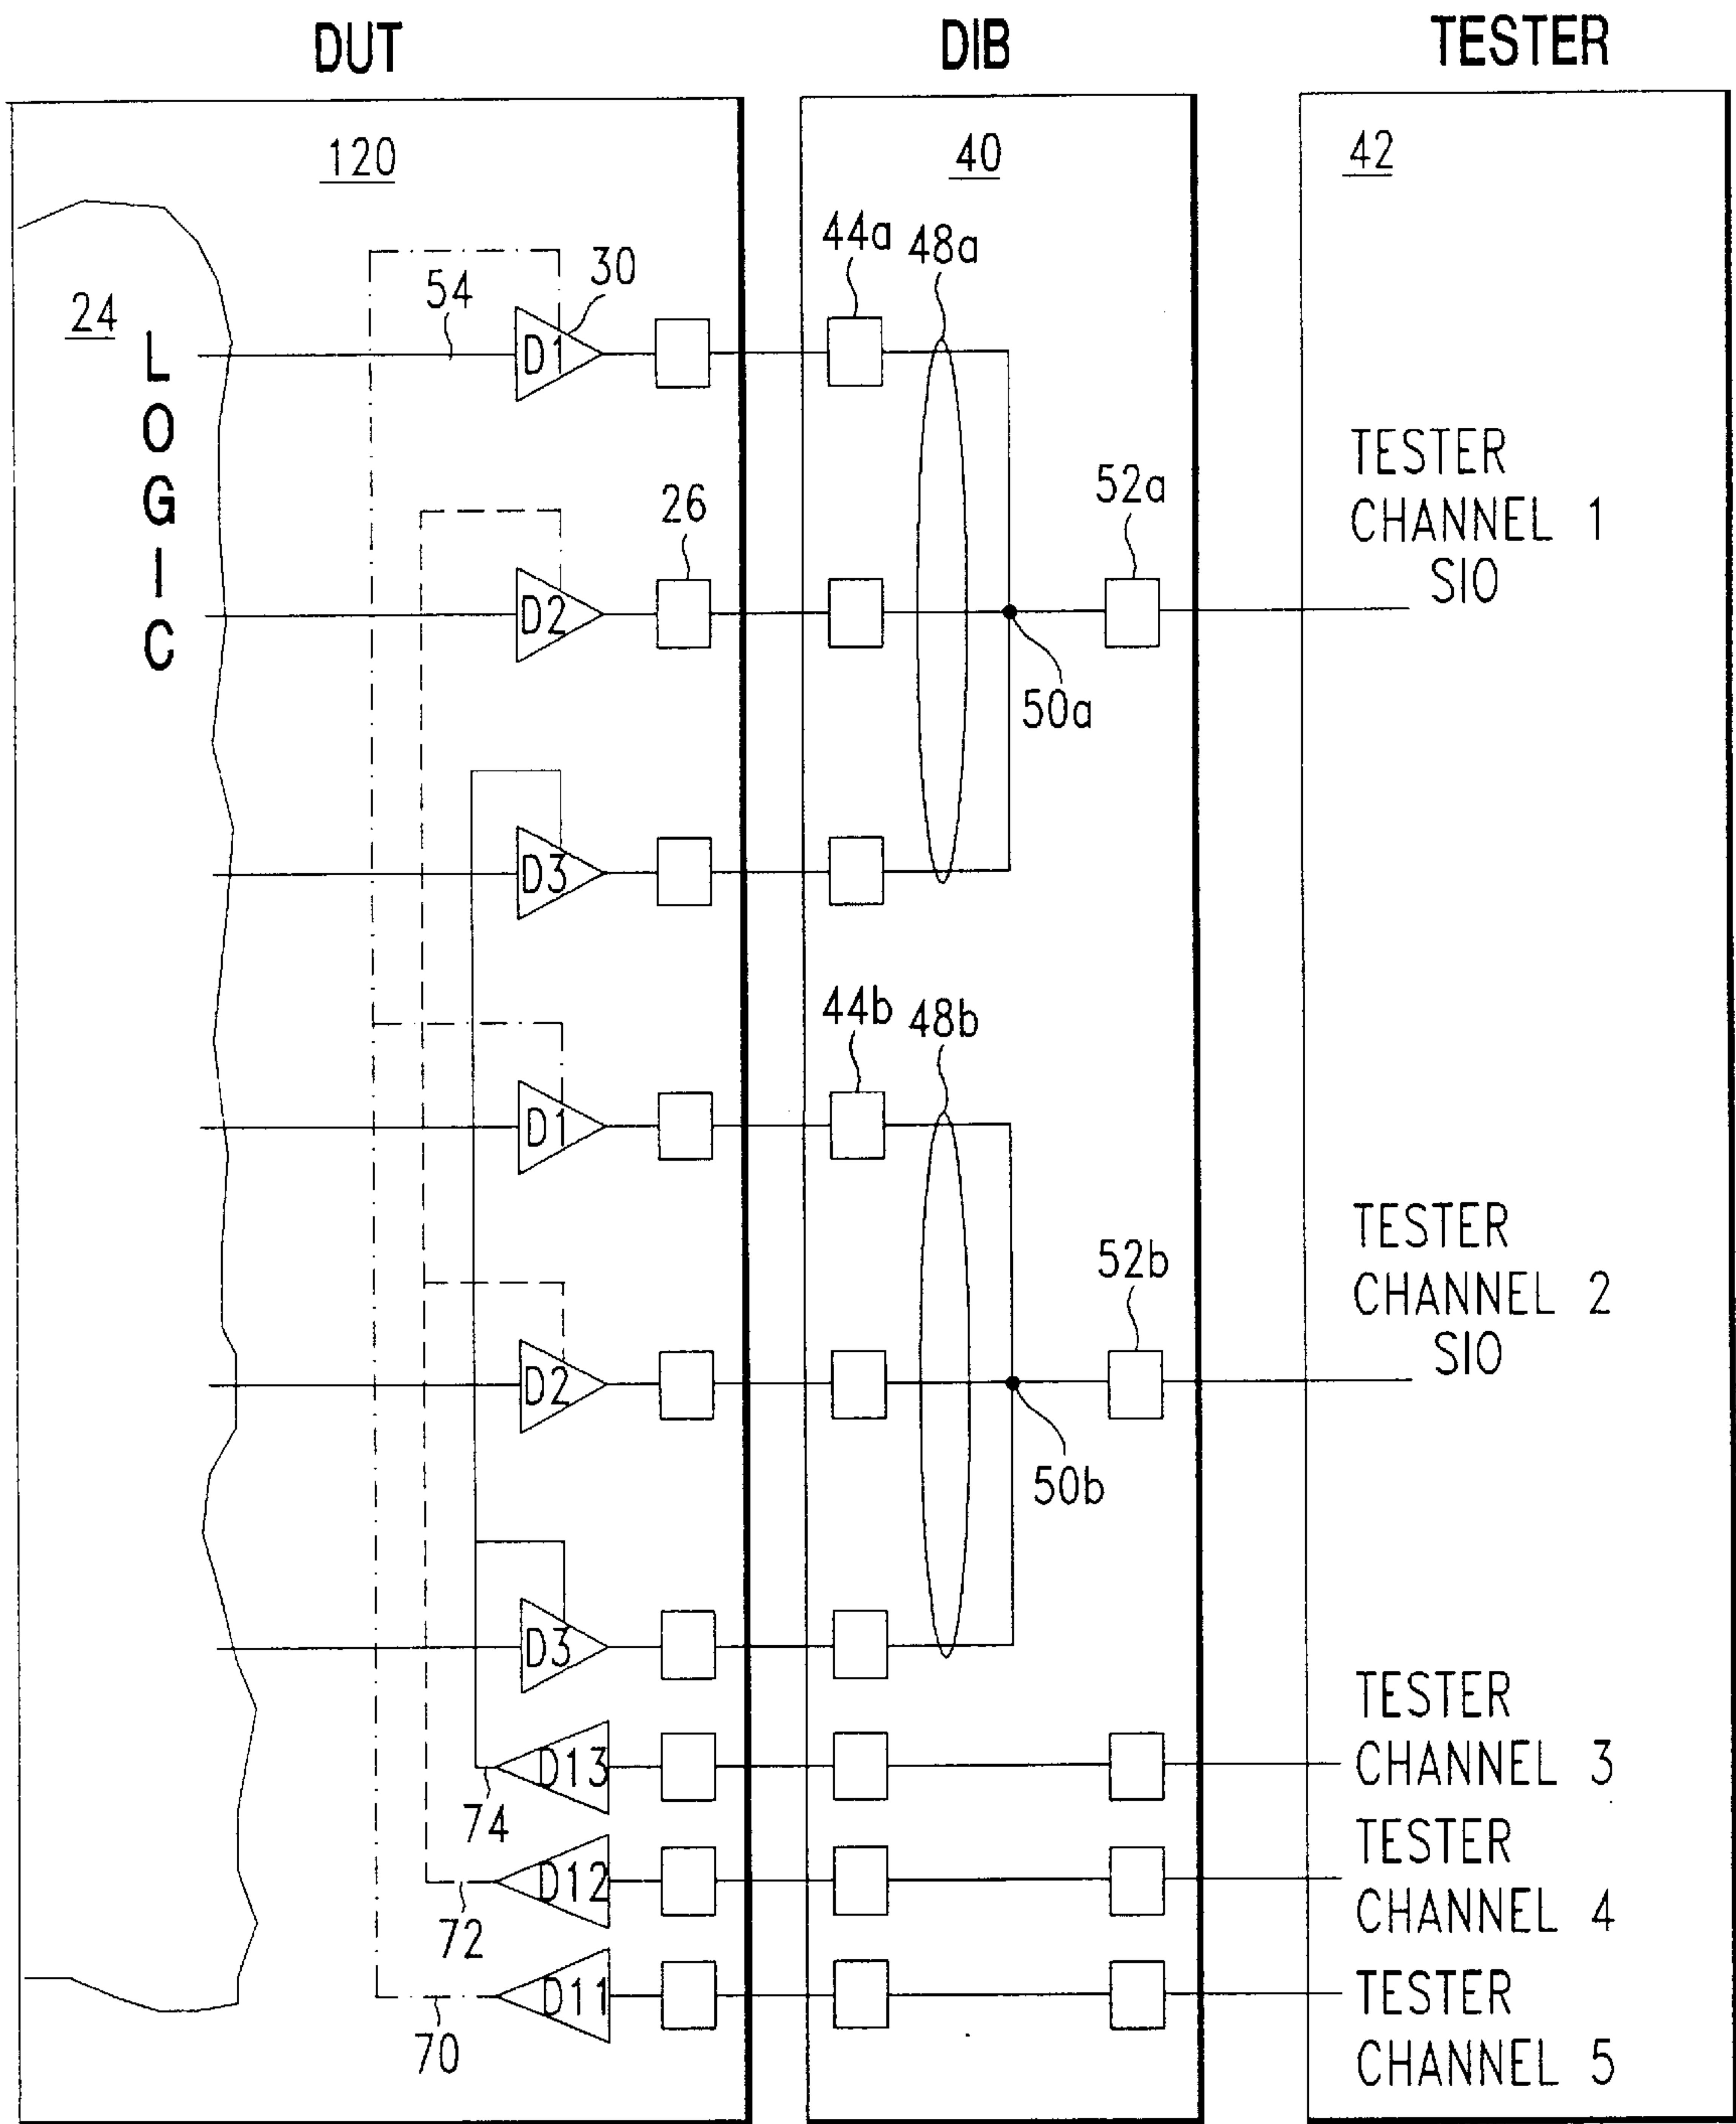 DUT
DIB
TESTER
120
40
42
24
LOGIC
54
30
D1
44a
48a
TESTER
CHANNEL 1
SIO
26
52a
D2
50a
D3
44b
48b
D1
TESTER
CHANNEL 2
SIO
52b
D2
50b
D3
TESTER
CHANNEL 3
D13
74
TESTER
CHANNEL 4
D12
72
TESTER
CHANNEL 5
D11
70